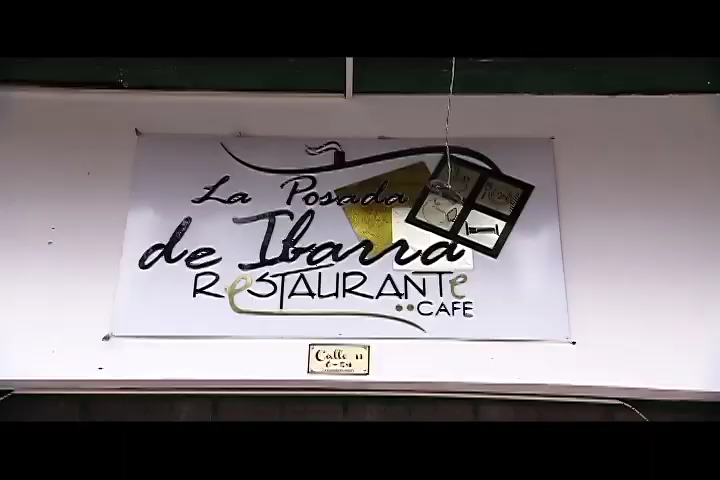 La Posada
de Ibarra
RESTAURANTe
CAFE
Calle 11